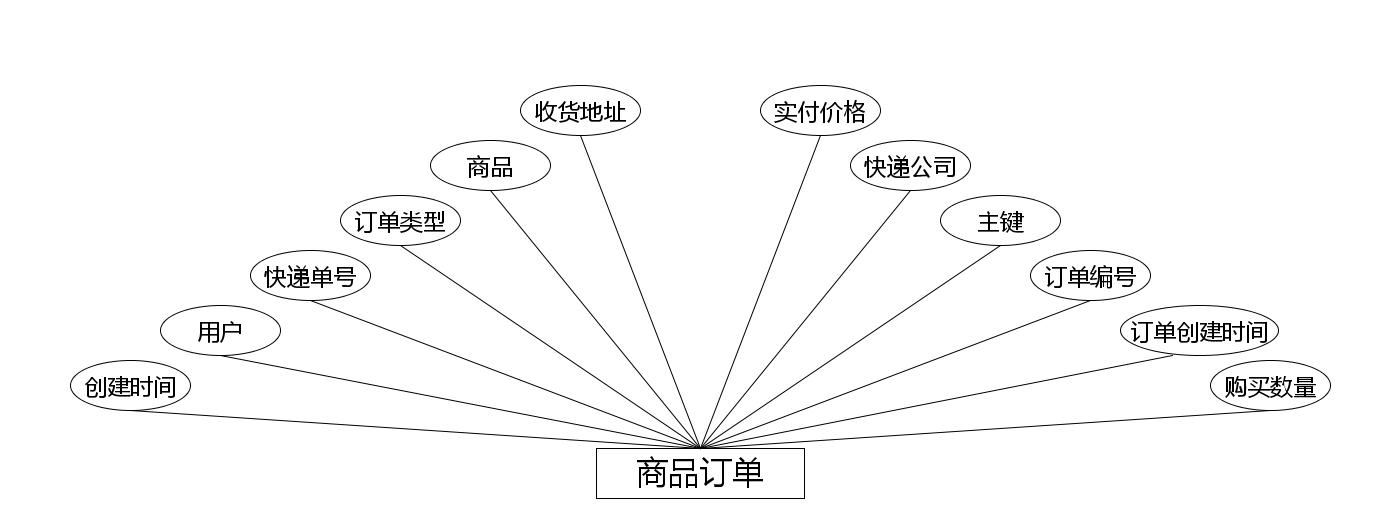 收货地址
实付价格
商品
快递公司
订单类型
主键
快递单号
订单编号
用户
订单创建时间
创建时间
购买数量
商品订单